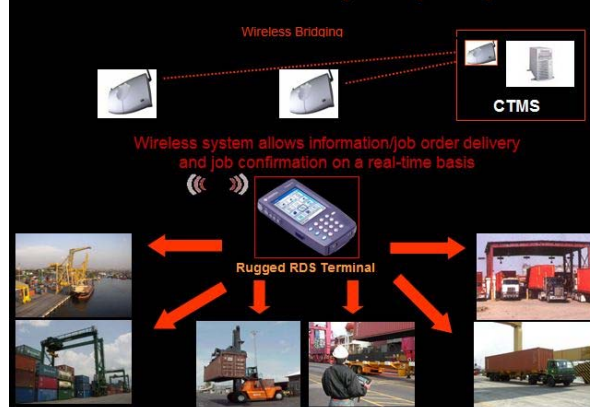 Wireless Bridging
CTMS
Wireless system allows information/job order delivery
and job confirmation on a real-time basis
Rugged RDS Terminal